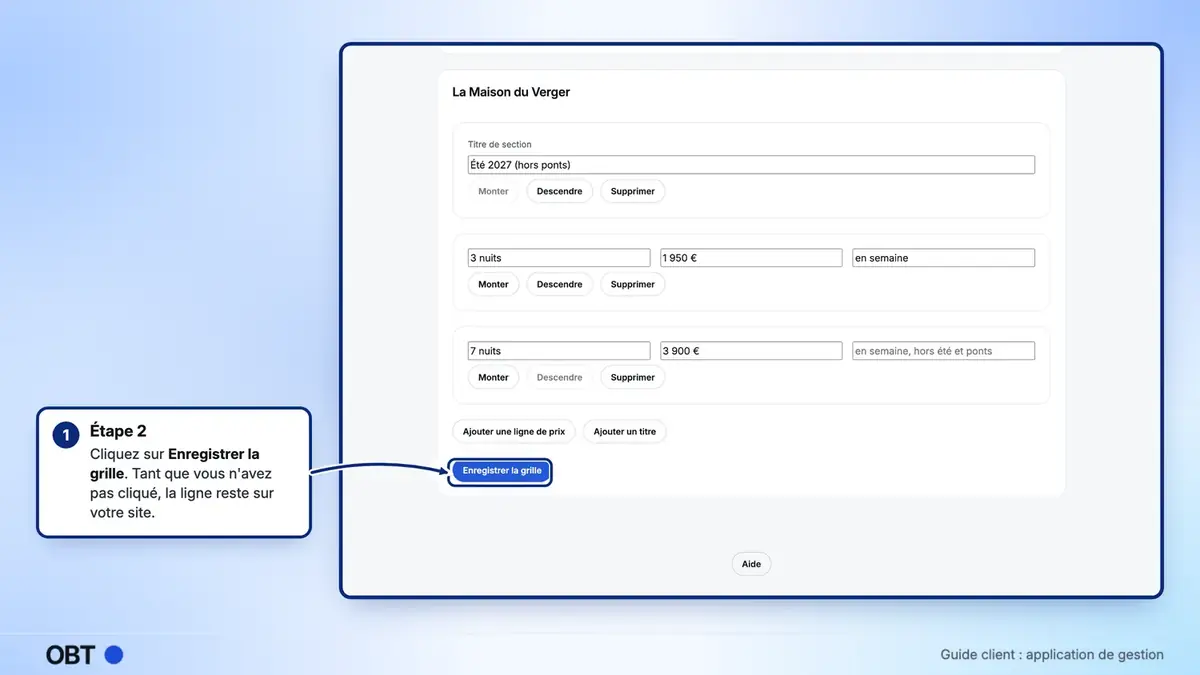 La Maison du Verger
Titre de section
Été 2027 (hors ponts)
Monter Descendre Supprimer
3 nuits 1 950 € en semaine
Monter Descendre Supprimer
7 nuits 3 900 € en semaine, hors été et ponts
Monter Descendre Supprimer
Ajouter une ligne de prix Ajouter un titre
Enregistrer la grille
Aide
1 Étape 2
Cliquez sur Enregistrer la
grille. Tant que vous n'avez
pas cliqué, la ligne reste sur
votre site.
OBT
Guide client : application de gestion